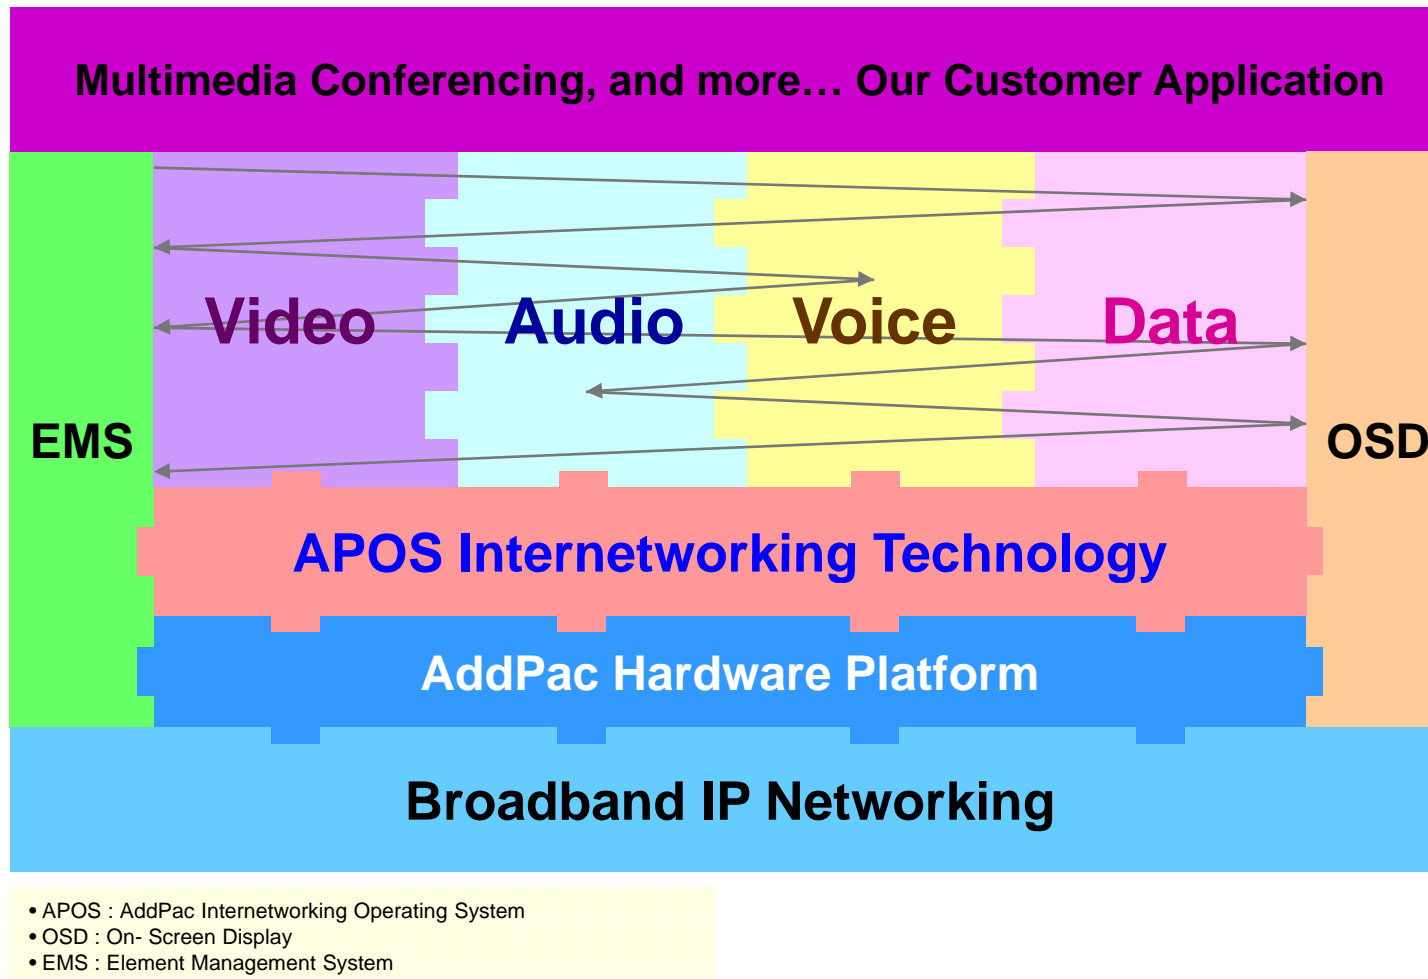 Multimedia Conferencing, and more… Our Customer Application
Video Audio Voice Data
EMS
OSD
APOS Internetworking Technology
AddPac Hardware Platform
Broadband IP Networking
• APOS : AddPac Internetworking Operating System
• OSD : On- Screen Display
• EMS : Element Management System